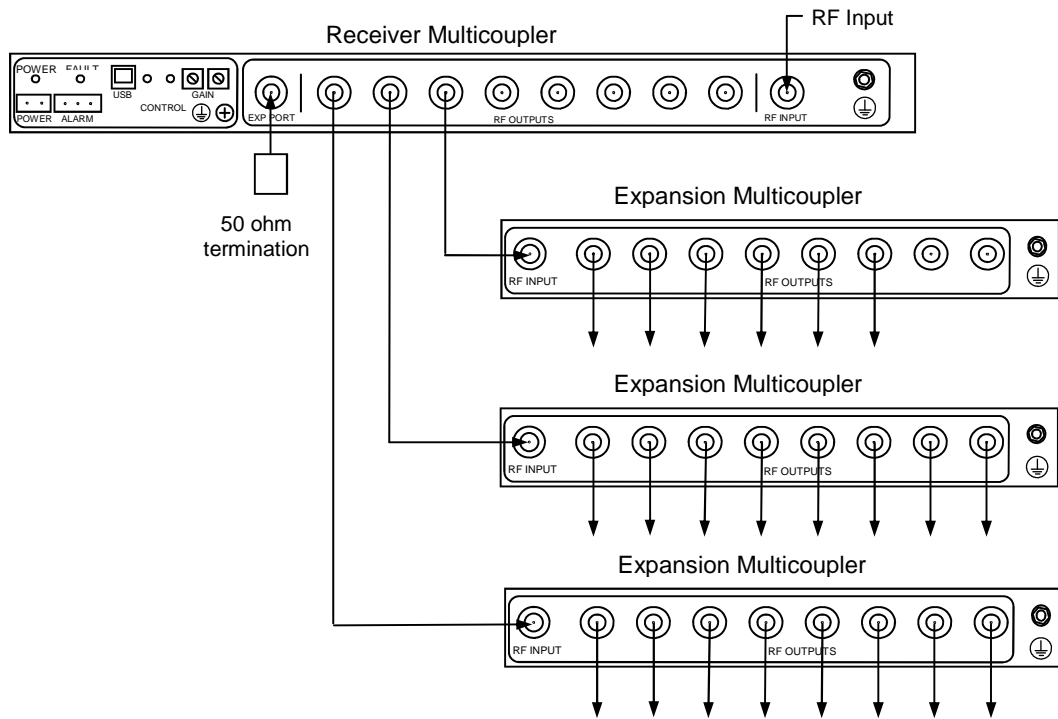 RF Input
Receiver Multicoupler
POWER FAULT
USB
GAIN
CONTROL
POWER ALARM
EXP PORT
RF OUTPUTS
RF INPUT
50 ohm
termination
Expansion Multicoupler
RF INPUT
RF OUTPUTS
Expansion Multicoupler
RF INPUT
RF OUTPUTS
Expansion Multicoupler
RF INPUT
RF OUTPUTS